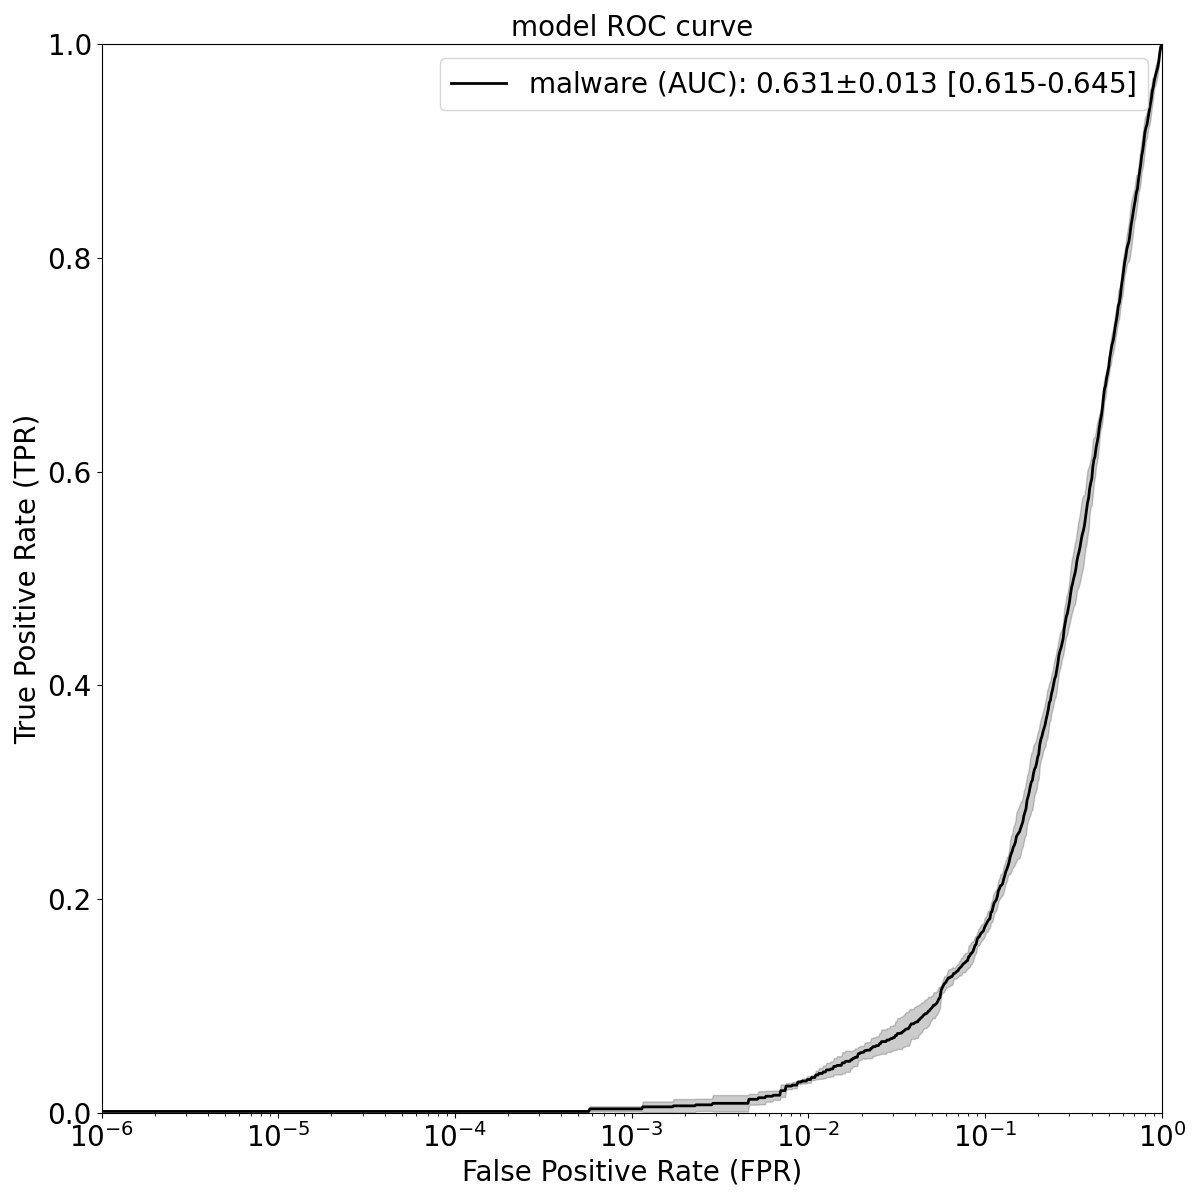 model ROC curve
malware (AUC): 0.631±0.013 [0.615-0.645]
True Positive Rate (TPR)
1.0
0.8
0.6
0.4
0.2
0.0
10⁻⁶ 10⁻⁵ 10⁻⁴ 10⁻³ 10⁻² 10⁻¹ 10⁰
False Positive Rate (FPR)